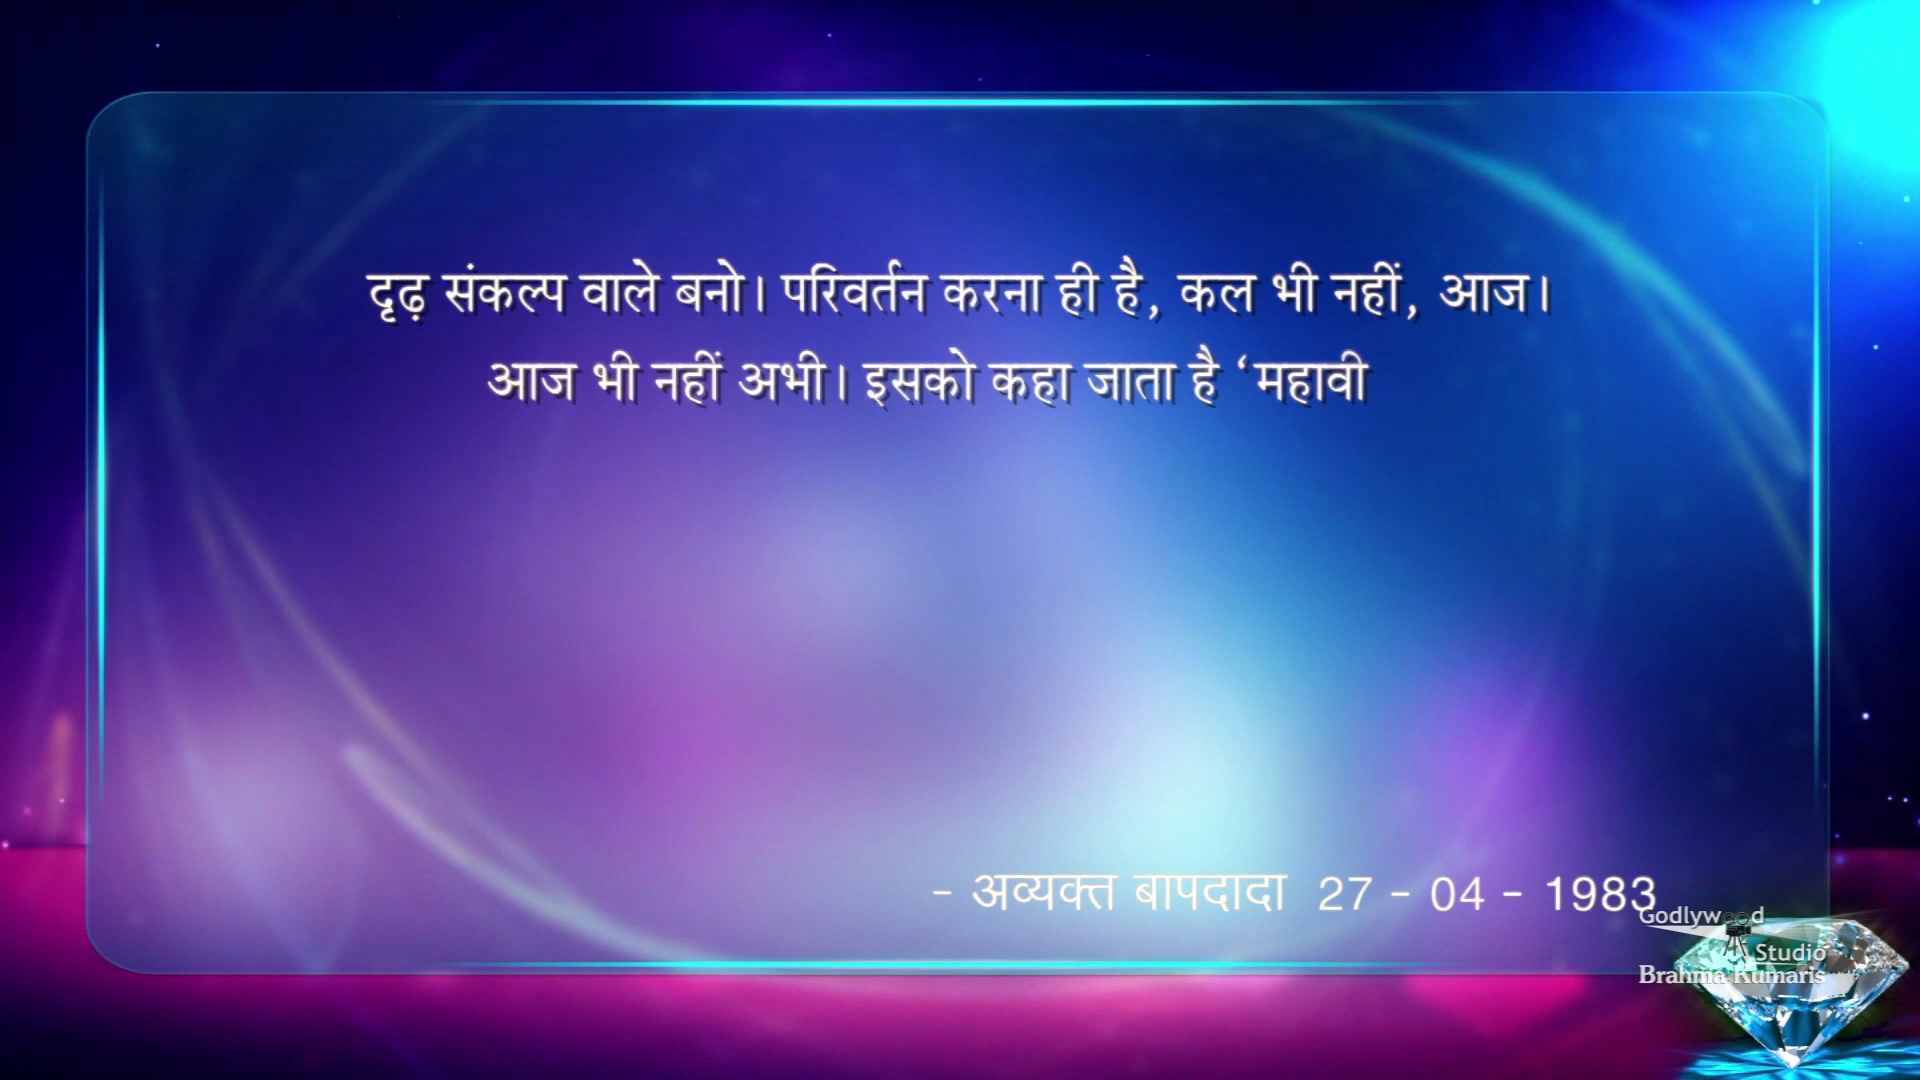 दृढ़ संकल्प वाले बनो। परिवर्तन करना ही है, कल भी नहीं, आज।
आज भी नहीं अभी। इसको कहा जाता है ‘महावी
- अव्यक्त बापदादा 27 - 04 - 1983
Godlywood
Studio
Brahma Kumaris